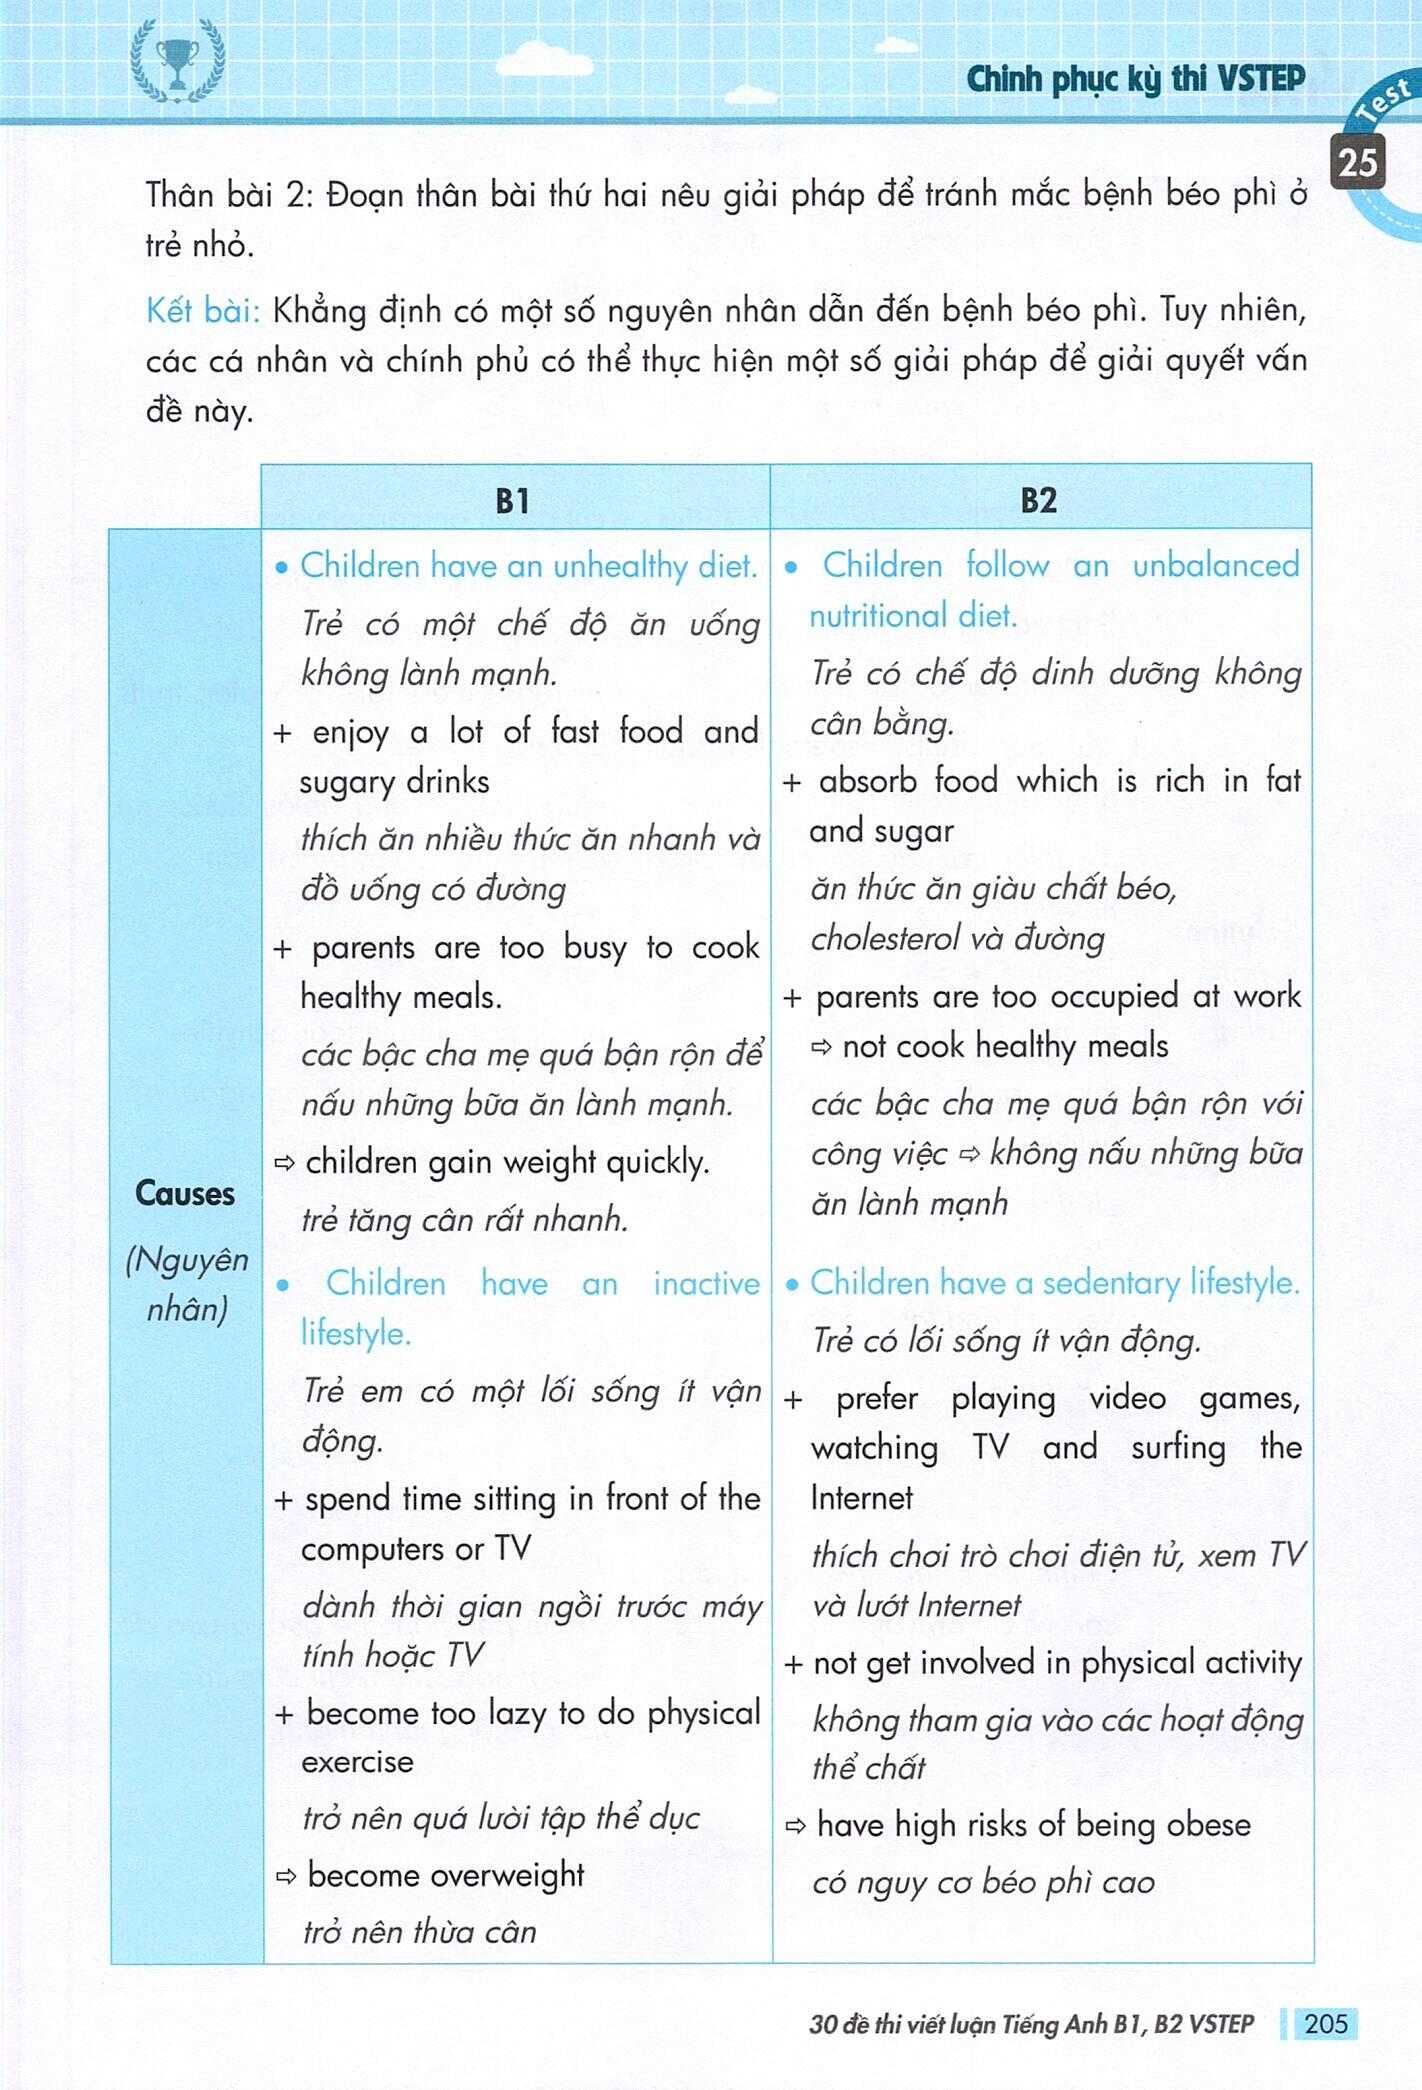 Chinh phục kỳ thi VSTEP
Test
25
Thân bài 2: Đoạn thân bài thứ hai nêu giải pháp để tránh mắc bệnh béo phì ở
trẻ nhỏ.
Kết bài: Khẳng định có một số nguyên nhân dẫn đến bệnh béo phì. Tuy nhiên,
các cá nhân và chính phủ có thể thực hiện một số giải pháp để giải quyết vấn
đề này.
B1
B2
Causes
(Nguyên
nhân)
• Children have an unhealthy diet.
Trẻ có một chế độ ăn uống
không lành mạnh.
+ enjoy a lot of fast food and
sugary drinks
thích ăn nhiều thức ăn nhanh và
đồ uống có đường
+ parents are too busy to cook
healthy meals.
các bậc cha mẹ quá bận rộn để
nấu những bữa ăn lành mạnh.
⇨ children gain weight quickly.
trẻ tăng cân rất nhanh.
• Children have an inactive
lifestyle.
Trẻ em có một lối sống ít vận
động.
+ spend time sitting in front of the
computers or TV
dành thời gian ngồi trước máy
tính hoặc TV
+ become too lazy to do physical
exercise
trở nên quá lười tập thể dục
⇨ become overweight
trở nên thừa cân
• Children follow an unbalanced
nutritional diet.
Trẻ có chế độ dinh dưỡng không
cân bằng.
+ absorb food which is rich in fat
and sugar
ăn thức ăn giàu chất béo,
cholesterol và đường
+ parents are too occupied at work
⇨ not cook healthy meals
các bậc cha mẹ quá bận rộn với
công việc ⇨ không nấu những bữa
ăn lành mạnh
• Children have a sedentary lifestyle.
Trẻ có lối sống ít vận động.
+ prefer playing video games,
watching TV and surfing the
Internet
thích chơi trò chơi điện tử, xem TV
và lướt Internet
+ not get involved in physical activity
không tham gia vào các hoạt động
thể chất
⇨ have high risks of being obese
có nguy cơ béo phì cao
30 đề thi viết luận Tiếng Anh B1, B2 VSTEP
205